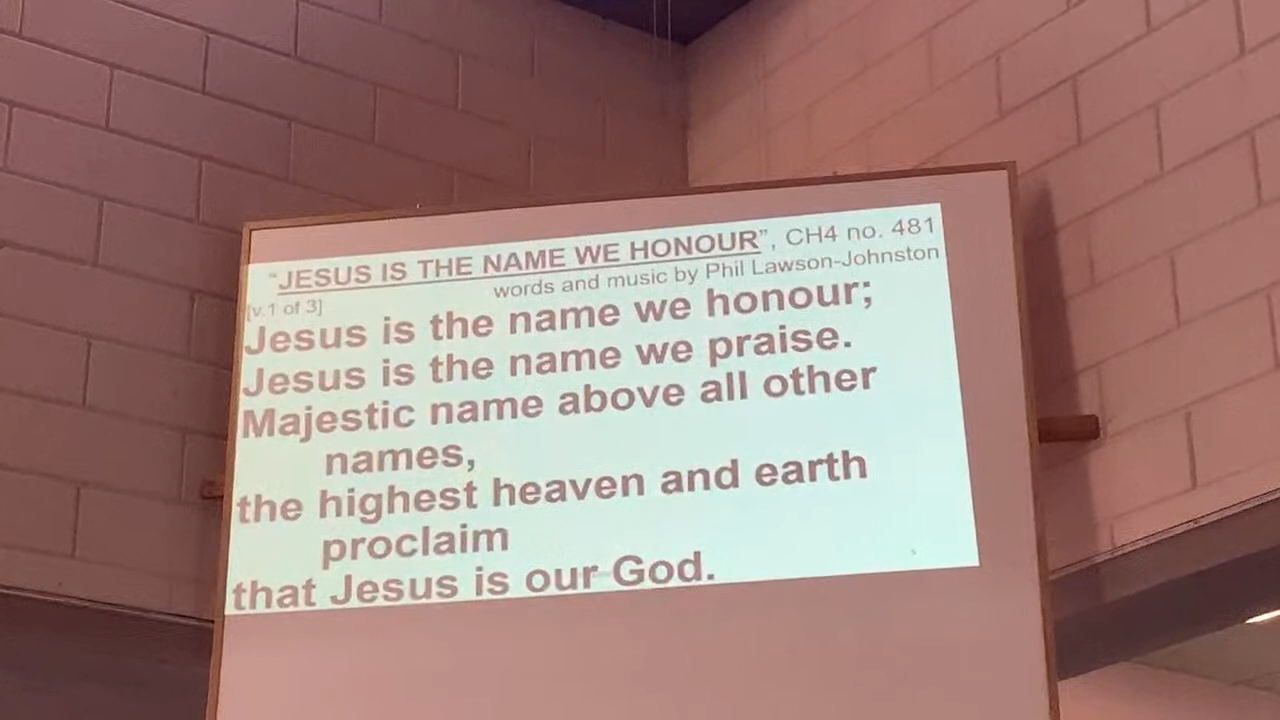 "JESUS IS THE NAME WE HONOUR", CH4 no. 481
words and music by Phil Lawson-Johnston
[v.1 of 3]
Jesus is the name we honour;
Jesus is the name we praise.
Majestic name above all other
names,
the highest heaven and earth
proclaim
that Jesus is our God.